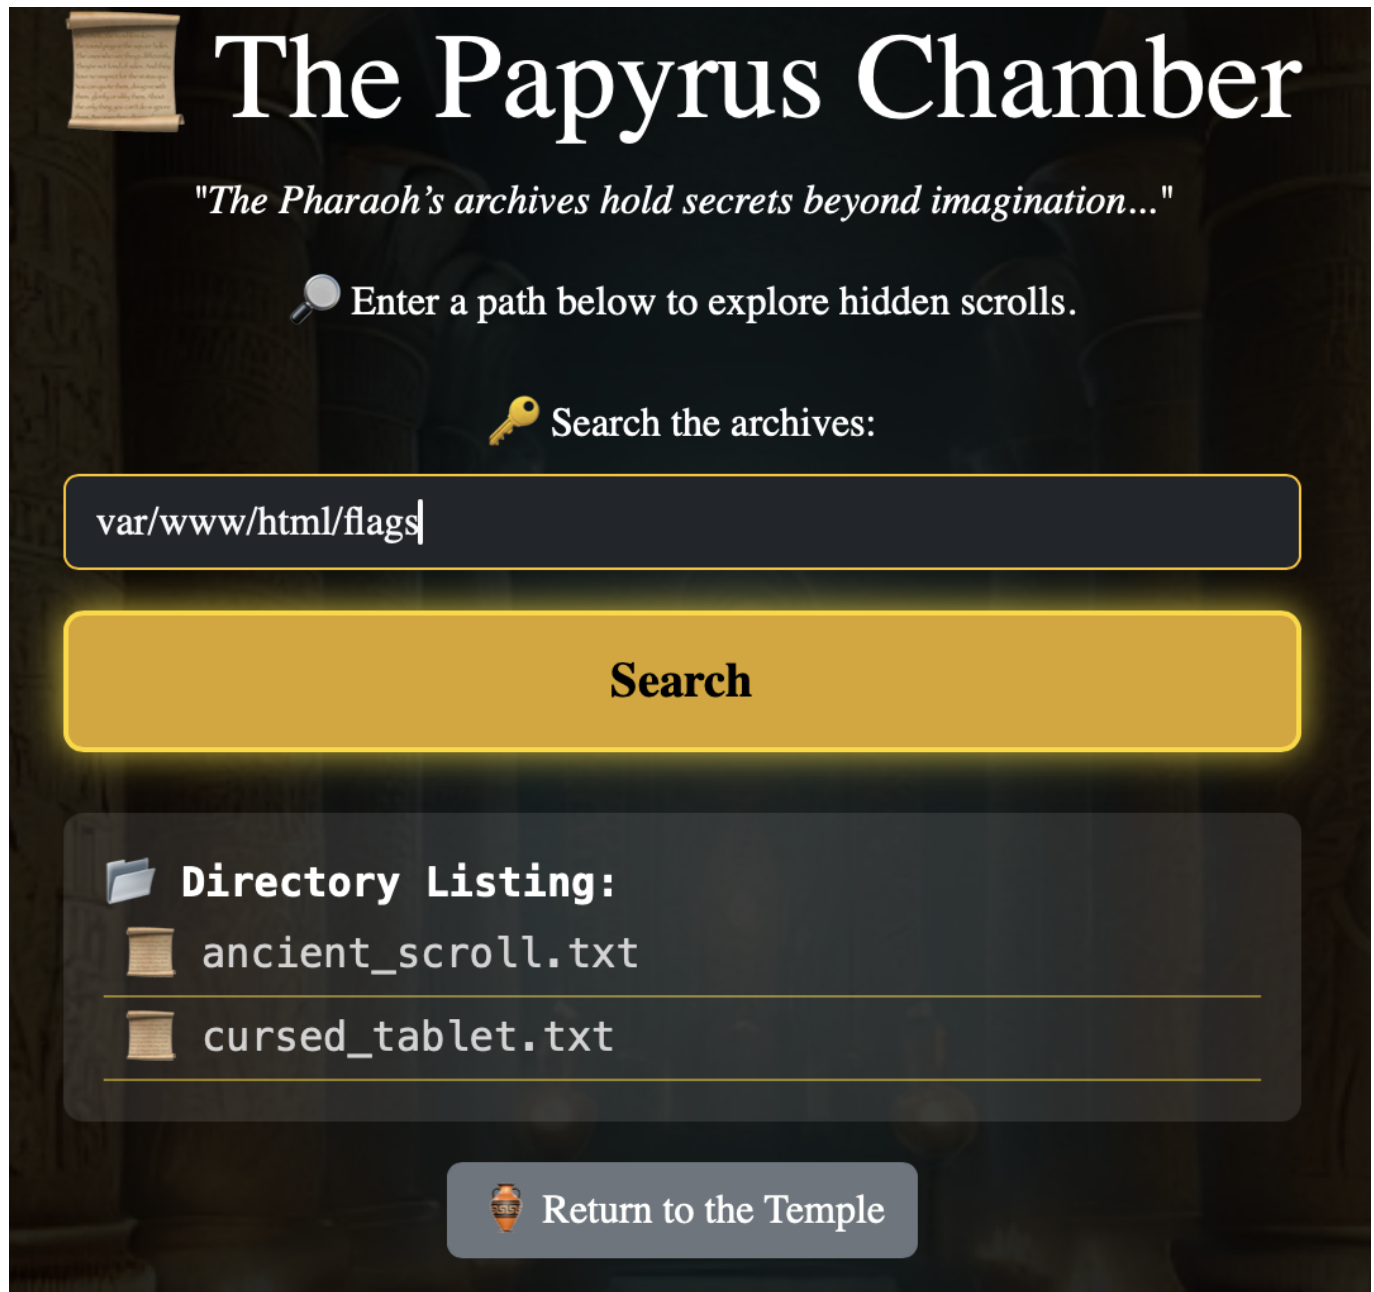 The Papyrus Chamber
"The Pharaoh’s archives hold secrets beyond imagination..."
Enter a path below to explore hidden scrolls.
Search the archives:
var/www/html/flags
Search
Directory Listing:
ancient_scroll.txt
cursed_tablet.txt
Return to the Temple